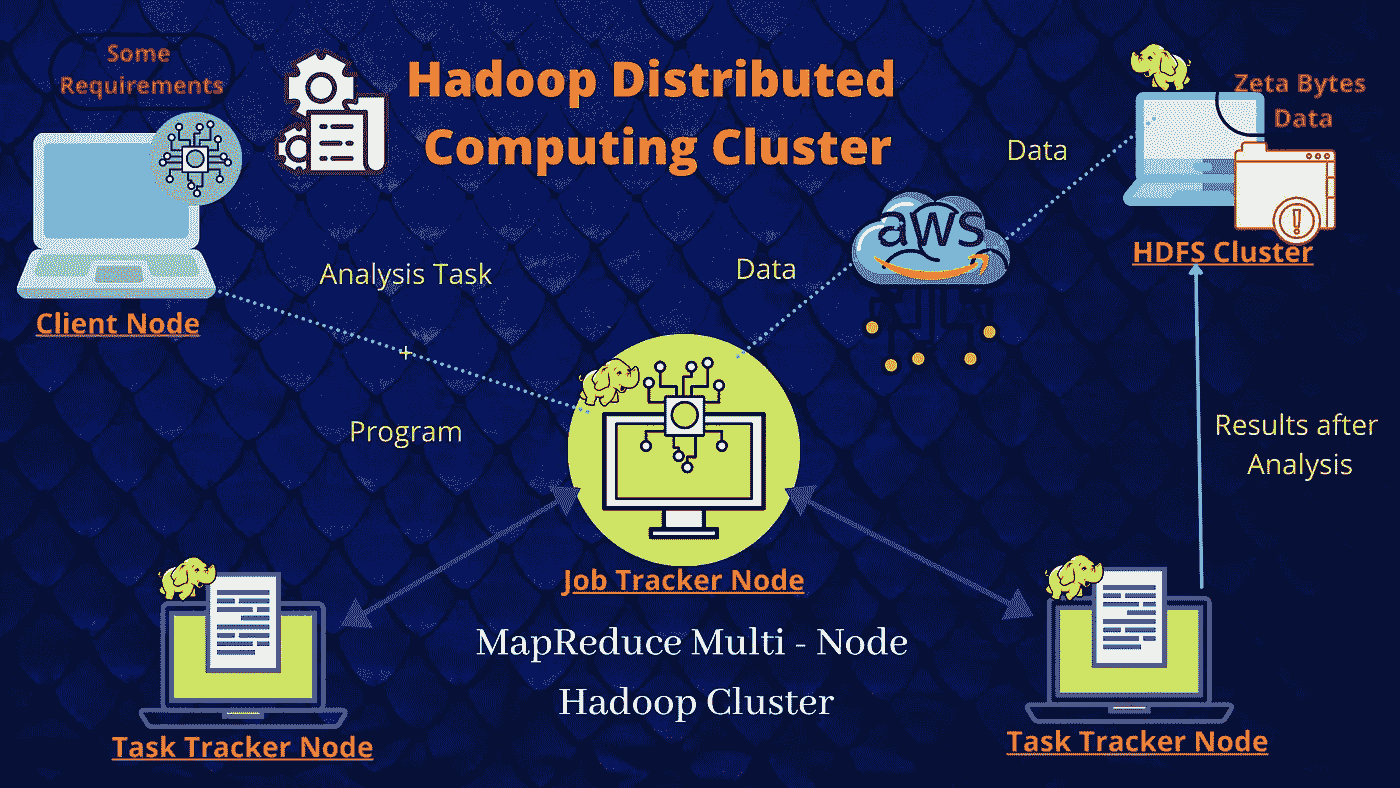 Some
Requirements
Hadoop Distributed
Computing Cluster
Zeta Bytes
Data
Data
aws
HDFS Cluster
Data
Analysis Task
Client Node
+
Program
Results after
Analysis
Job Tracker Node
MapReduce Multi - Node
Hadoop Cluster
Task Tracker Node
Task Tracker Node